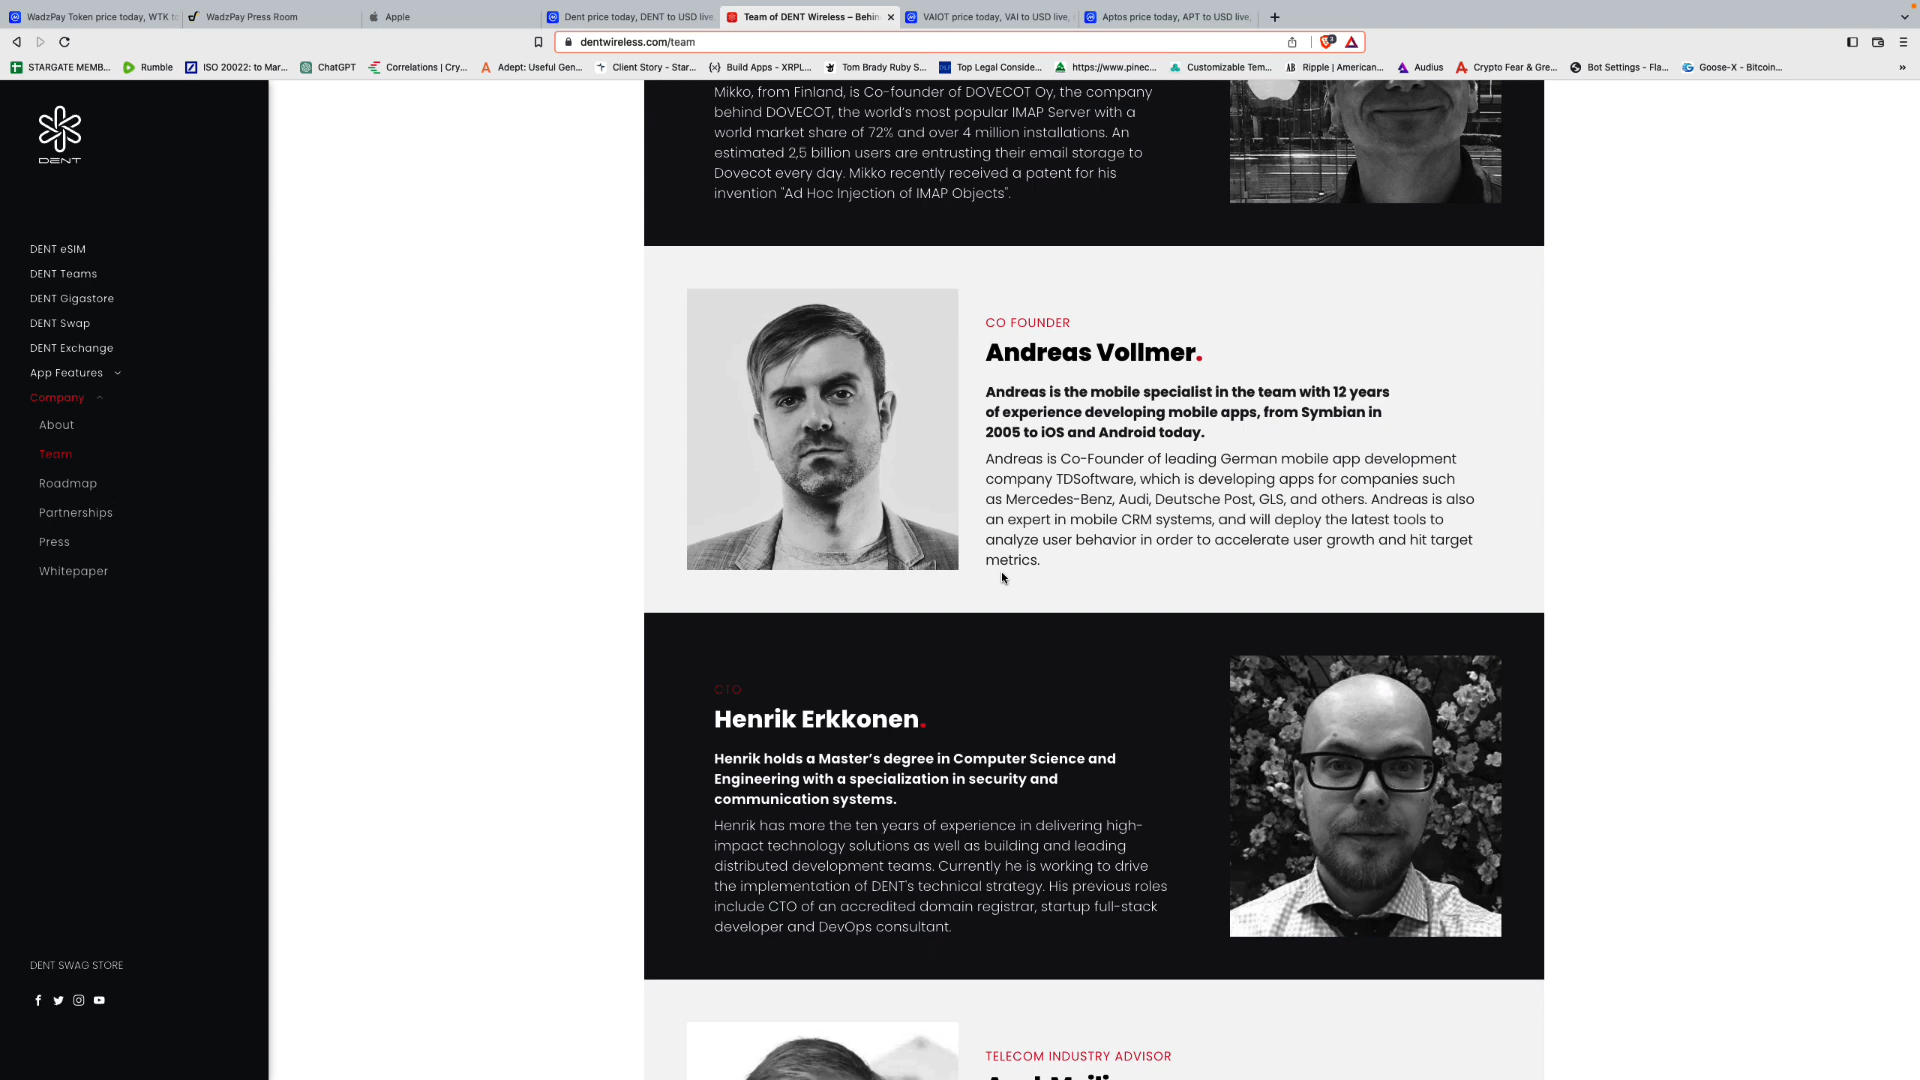 WadzPay Token price today, WTK to
WadzPay Press Room
Apple
Dent price today, DENT to USD live,
Team of DENT Wireless – Behin
VAIOT price today, VAI to USD live,
Aptos price today, APT to USD live,
dentwireless.com/team
3
STARGATE MEMB...
Rumble
ISO 20022: to Mar...
ChatGPT
Correlations | Cry...
Adept: Useful Gen...
Client Story - Star...
Build Apps - XRPL...
Tom Brady Ruby S...
Top Legal Conside...
https://www.pinec...
Customizable Tem...
Ripple | American...
Audius
Crypto Fear & Gre...
Bot Settings - Fla...
Goose-X - Bitcoin...
DENT
DENT eSIM
DENT Teams
DENT Gigastore
DENT Swap
DENT Exchange
App Features
Company
About
Team
Roadmap
Partnerships
Press
Whitepaper
DENT SWAG STORE
Mikko, from Finland, is Co-founder of DOVECOT Oy, the company
behind DOVECOT, the world's most popular IMAP Server with a
world market share of 72% and over 4 million installations. An
estimated 2,5 billion users are entrusting their email storage to
Dovecot every day. Mikko recently received a patent for his
invention "Ad Hoc Injection of IMAP Objects".
CO FOUNDER
Andreas Vollmer.
Andreas is the mobile specialist in the team with 12 years
of experience developing mobile apps, from Symbian in
2005 to iOS and Android today.
Andreas is Co-Founder of leading German mobile app development
company TDSoftware, which is developing apps for companies such
as Mercedes-Benz, Audi, Deutsche Post, GLS, and others. Andreas is also
an expert in mobile CRM systems, and will deploy the latest tools to
analyze user behavior in order to accelerate user growth and hit target
metrics.
CTO
Henrik Erkkonen.
Henrik holds a Master's degree in Computer Science and
Engineering with a specialization in security and
communication systems.
Henrik has more the ten years of experience in delivering high-
impact technology solutions as well as building and leading
distributed development teams. Currently he is working to drive
the implementation of DENT's technical strategy. His previous roles
include CTO of an accredited domain registrar, startup full-stack
developer and DevOps consultant.
TELECOM INDUSTRY ADVISOR